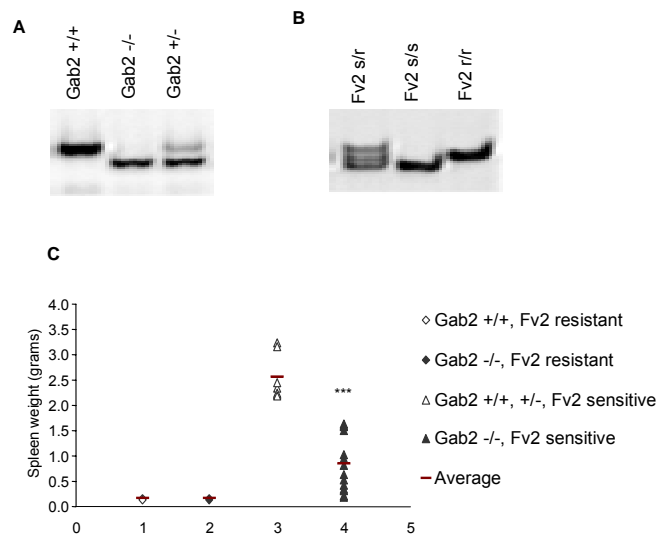 A
Gab2 +/+
Gab2 -/-
Gab2 +/-
B
Fv2 s/r
Fv2 s/s
Fv2 r/r
C
Spleen weight (grams)
4.0
3.5
3.0
2.5
2.0
1.5
1.0
0.5
0.0
0 1 2 3 4 5
***
Gab2 +/+, Fv2 resistant
Gab2 -/-, Fv2 resistant
Gab2 +/+, +/-, Fv2 sensitive
Gab2 -/-, Fv2 sensitive
Average